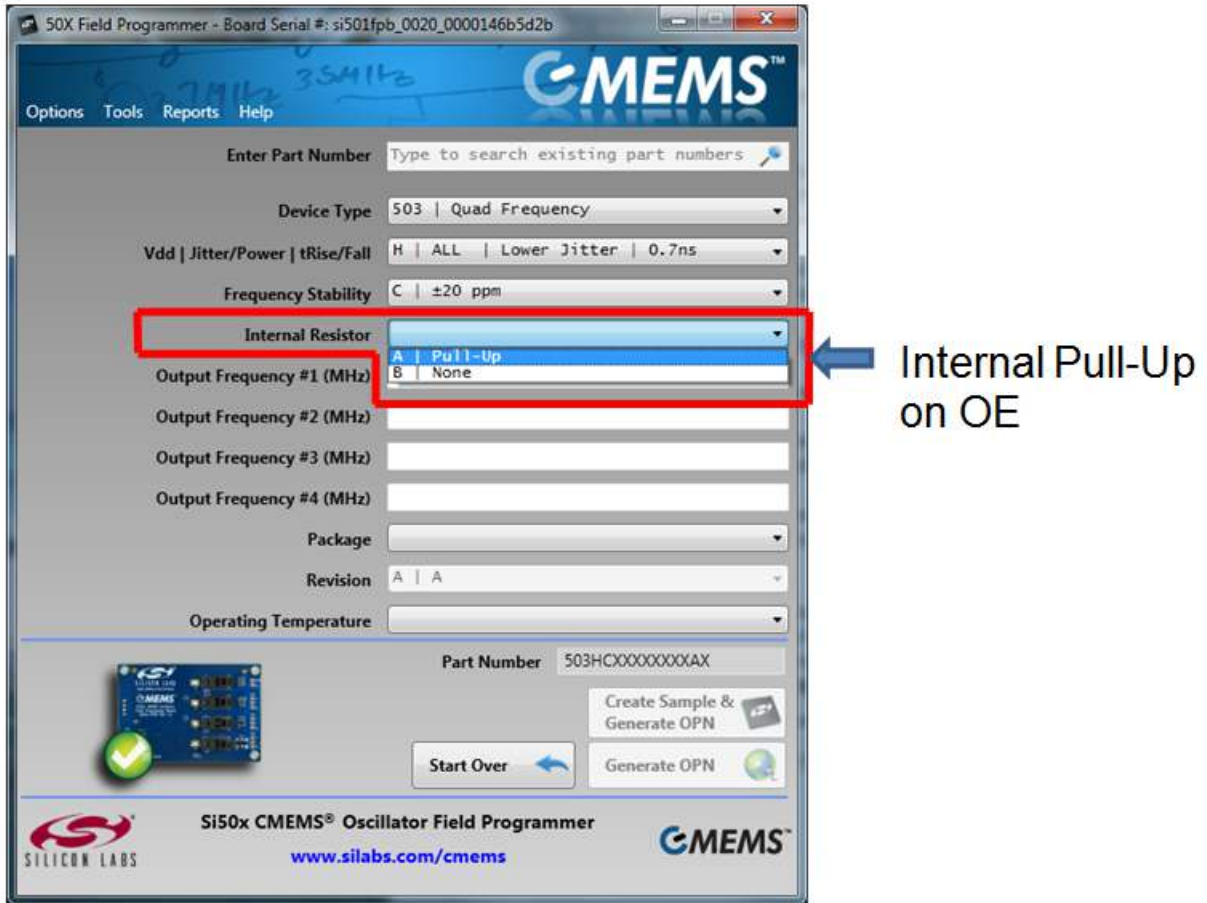 50X Field Programmer - Board Serial #: si501fpb_0020_0000146b5d2b
35MHz
CMEMS™
Options Tools Reports Help
Enter Part Number Type to search existing part numbers
Device Type 503 | Quad Frequency
Vdd | Jitter/Power | tRise/Fall H | ALL | Lower Jitter | 0.7ns
Frequency Stability C | ±20 ppm
Internal Resistor
A | Pull-Up
B | None
Internal Pull-Up
on OE
Output Frequency #1 (MHz)
Output Frequency #2 (MHz)
Output Frequency #3 (MHz)
Output Frequency #4 (MHz)
Package
Revision A | A
Operating Temperature
Part Number 503HCXXXXXXXXAX
Create Sample &
Generate OPN
Start Over Generate OPN
SILICON LABS
CMEMS
Si50x CMEMS® Oscillator Field Programmer
www.silabs.com/cmems
SILICON LABS
CMEMS™